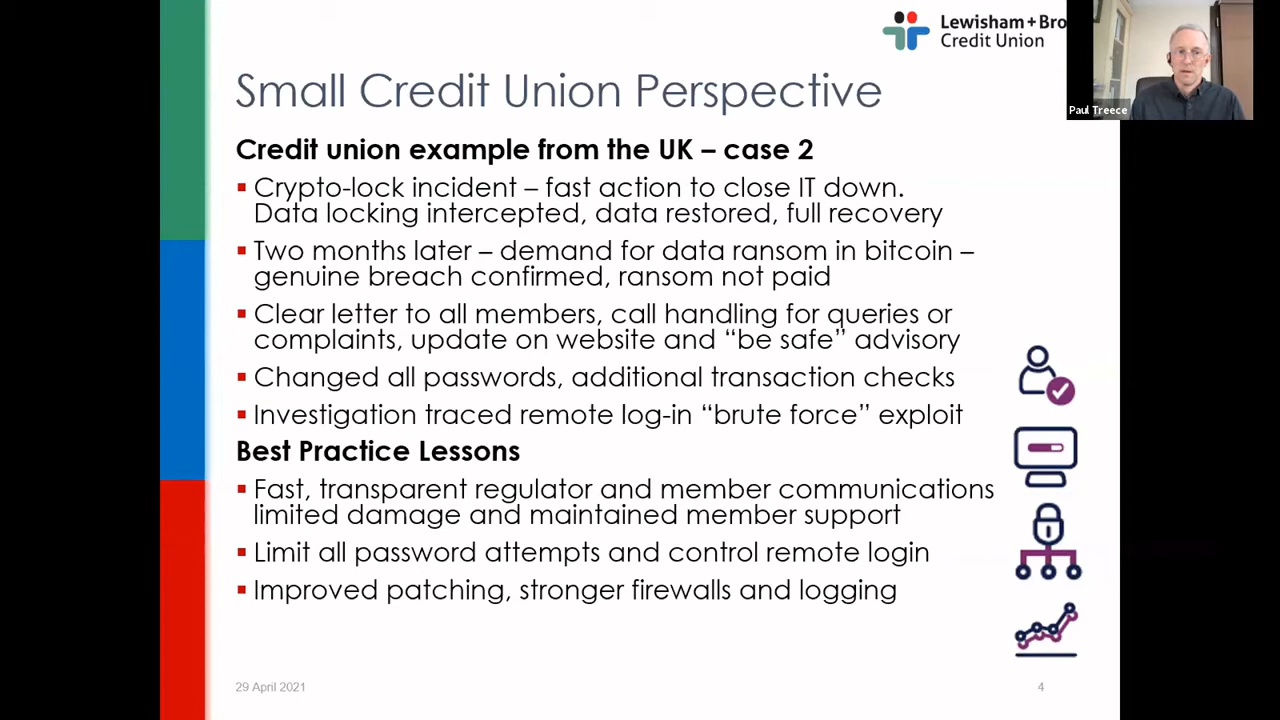 Lewisham + Bro
Credit Union
Paul Treece
Small Credit Union Perspective
Credit union example from the UK – case 2
▪ Crypto-lock incident – fast action to close IT down.
Data locking intercepted, data restored, full recovery
▪ Two months later – demand for data ransom in bitcoin –
genuine breach confirmed, ransom not paid
▪ Clear letter to all members, call handling for queries or
complaints, update on website and “be safe” advisory
▪ Changed all passwords, additional transaction checks
▪ Investigation traced remote log-in “brute force” exploit
Best Practice Lessons
▪ Fast, transparent regulator and member communications
limited damage and maintained member support
▪ Limit all password attempts and control remote login
▪ Improved patching, stronger firewalls and logging
29 April 2021
4